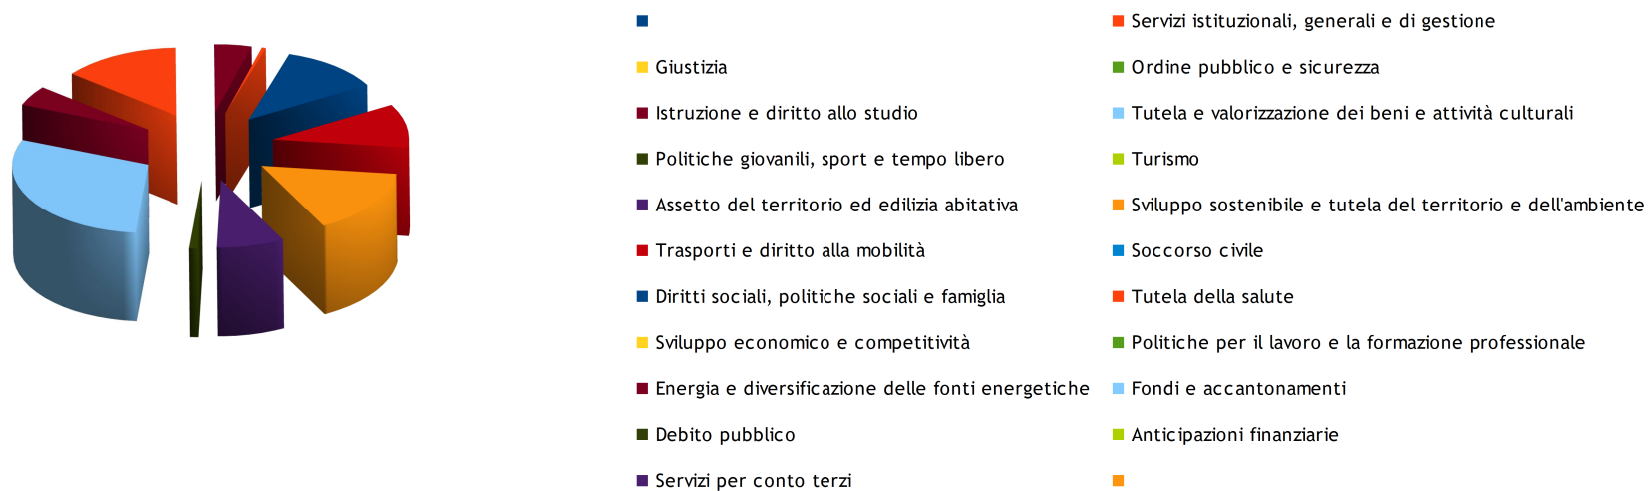 Servizi istituzionali, generali e di gestione
Giustizia
Ordine pubblico e sicurezza
Istruzione e diritto allo studio
Tutela e valorizzazione dei beni e attività culturali
Politiche giovanili, sport e tempo libero
Turismo
Assetto del territorio ed edilizia abitativa
Sviluppo sostenibile e tutela del territorio e dell'ambiente
Trasporti e diritto alla mobilità
Soccorso civile
Diritti sociali, politiche sociali e famiglia
Tutela della salute
Sviluppo economico e competitività
Politiche per il lavoro e la formazione professionale
Energia e diversificazione delle fonti energetiche
Fondi e accantonamenti
Debito pubblico
Anticipazioni finanziarie
Servizi per conto terzi